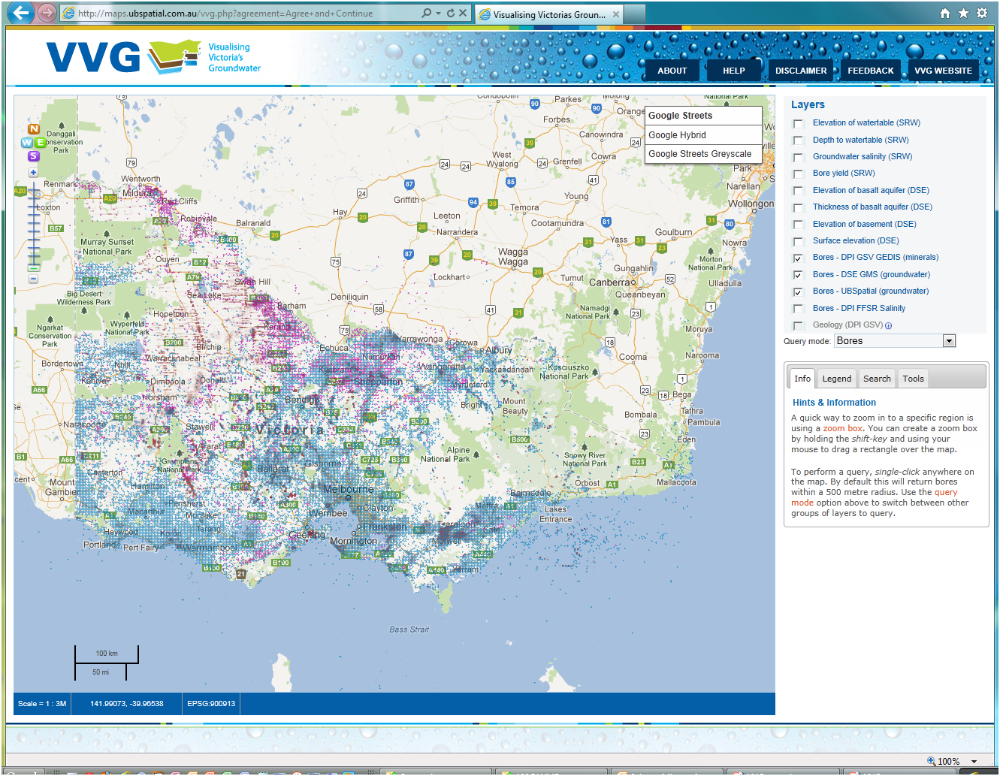 http://maps.ubspatial.com.au/vvg.php?agreement=Agree+and+Continue
Visualising Victorias Groun...
VVG
Visualising
Victoria's
Groundwater
ABOUT
HELP
DISCLAIMER
FEEDBACK
VVG WEBSITE
Google Streets
Google Hybrid
Google Streets Greyscale
N
W E
S
Danggali
Conservation
Park
Renmark
Wentworth
Mildura
Red Cliffs
Loxton
Robinvale
Balranald
Murray Sunset
National Park
Ouyen
Swan Hill
Big Desert
Wilderness Park
Sea Lake
Hopetoun
Wyperfeld
National Park
Ngarkat
Conservation
Park
Birchip
Warracknabeal
Bordertown
Nhill
Kaniva
Dimboola
Donald
Horsham
Naracoorte
Stawell
Ararat
Grampians
National Park
Casterton
Hamilton
Mount
Gambier
Penshurst
Macarthur
Mortlake
Heywood
Koroit
Terang
Portland
Port Fairy
Warrnambool
Condobolin
Parkes
Molong
Forbes
Orange
Canowindra
West
Wyalong
Grenfell
Cowra
Griffith
Young
Hay
Leeton
Temora
Narrandera
Cootamundra
Goulburn
Yass
Wagga
Wagga
Lockhart
Tumut
Gungahlin
Canberra
Queanbeyan
Narellan
Wollongon
Nowra
Morton
National Park
Ulladulla
Namadgi
National Park
Moruya
Narooma
Cooma
Kosciuszko
National Park
Bega
Tathra
Pambula
Bombala
Eden
Mallacoota
Snowy River
National Park
Orbost
Alpine
National Park
Mount
Beauty
Bright
Myrtleford
Yackandandah
Wangaratta
Albury
Corowa
Yarrawonga
Numurkah
Shepparton
Kyabram
Echuca
Deniliquin
Barham
Kerang
Bendigo
Victoria
Ballarat
Gisborne
Melbourne
Werribee
Clayton
Frankston
Geelong
Mornington
Traralgon
Morwell
Maffra
Sale
Yarram
Bairnsdale
Lakes
Entrance
Bass Strait
100 km
50 mi
Scale = 1 : 3M
141.99073, -39.96538
EPSG:900913
Layers
Elevation of watertable (SRW)
Depth to watertable (SRW)
Groundwater salinity (SRW)
Bore yield (SRW)
Elevation of basalt aquifer (DSE)
Thickness of basalt aquifer (DSE)
Elevation of basement (DSE)
Surface elevation (DSE)
Bores - DPI GSV GEDIS (minerals)
Bores - DSE GMS (groundwater)
Bores - UBSpatial (groundwater)
Bores - DPI FFSR Salinity
Geology (DPI GSV)
Query mode: Bores
Info Legend Search Tools
Hints & Information
A quick way to zoom in to a specific region is
using a zoom box. You can create a zoom box
by holding the shift-key and using your
mouse to drag a rectangle over the map.
To perform a query, single-click anywhere on
the map. By default this will return bores
within a 500 metre radius. Use the query
mode option above to switch between other
groups of layers to query.
100%